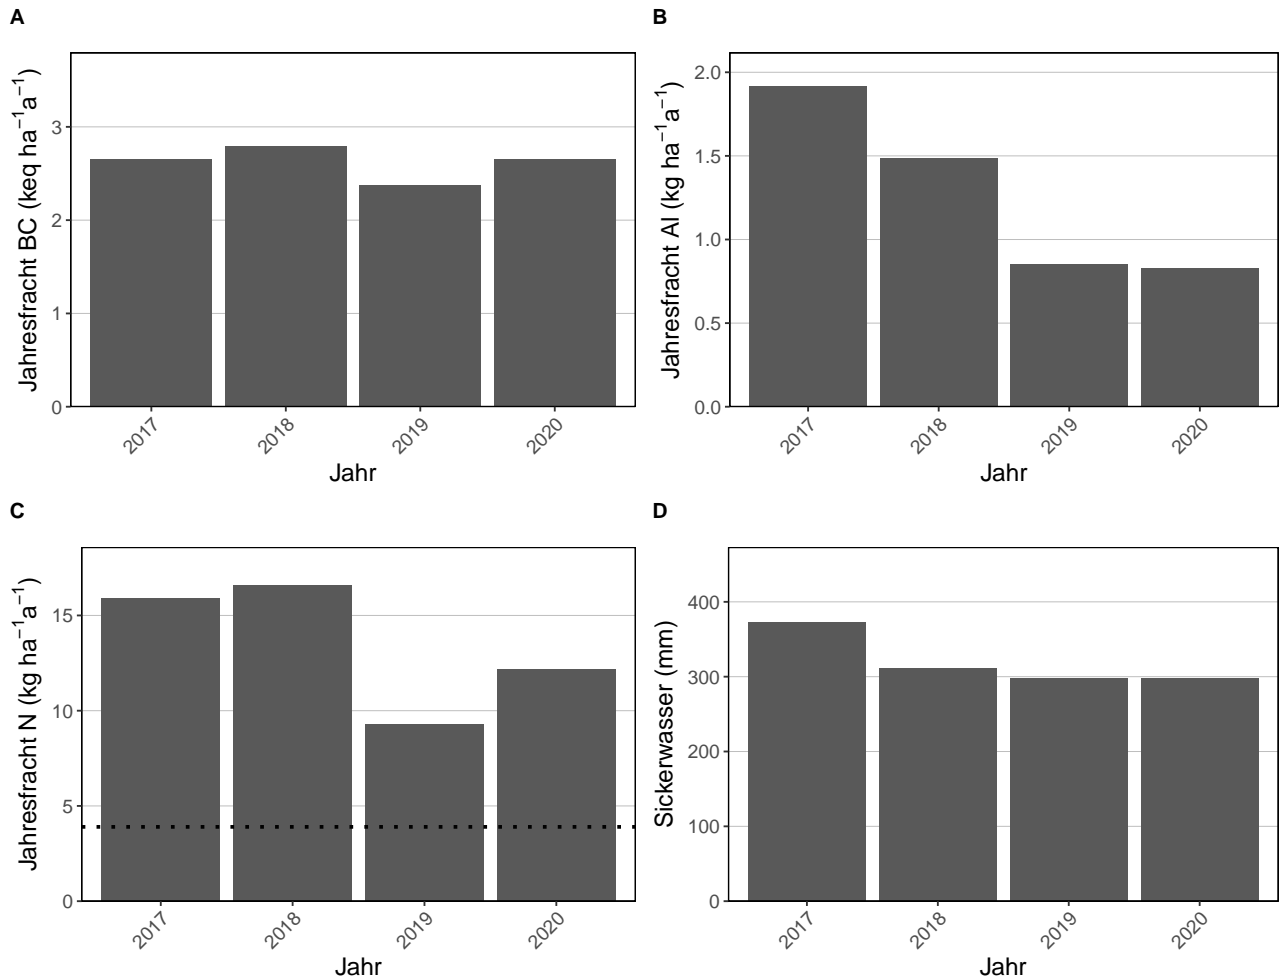 A
Jahresfracht BC (keq ha⁻¹a⁻¹)
3
2
1
0
2017
2018
2019
2020
Jahr
B
Jahresfracht Al (kg ha⁻¹a⁻¹)
2.0
1.5
1.0
0.5
0.0
2017
2018
2019
2020
Jahr
C
Jahresfracht N (kg ha⁻¹a⁻¹)
15
10
5
0
2017
2018
2019
2020
Jahr
D
Sickerwasser (mm)
400
300
200
100
0
2017
2018
2019
2020
Jahr